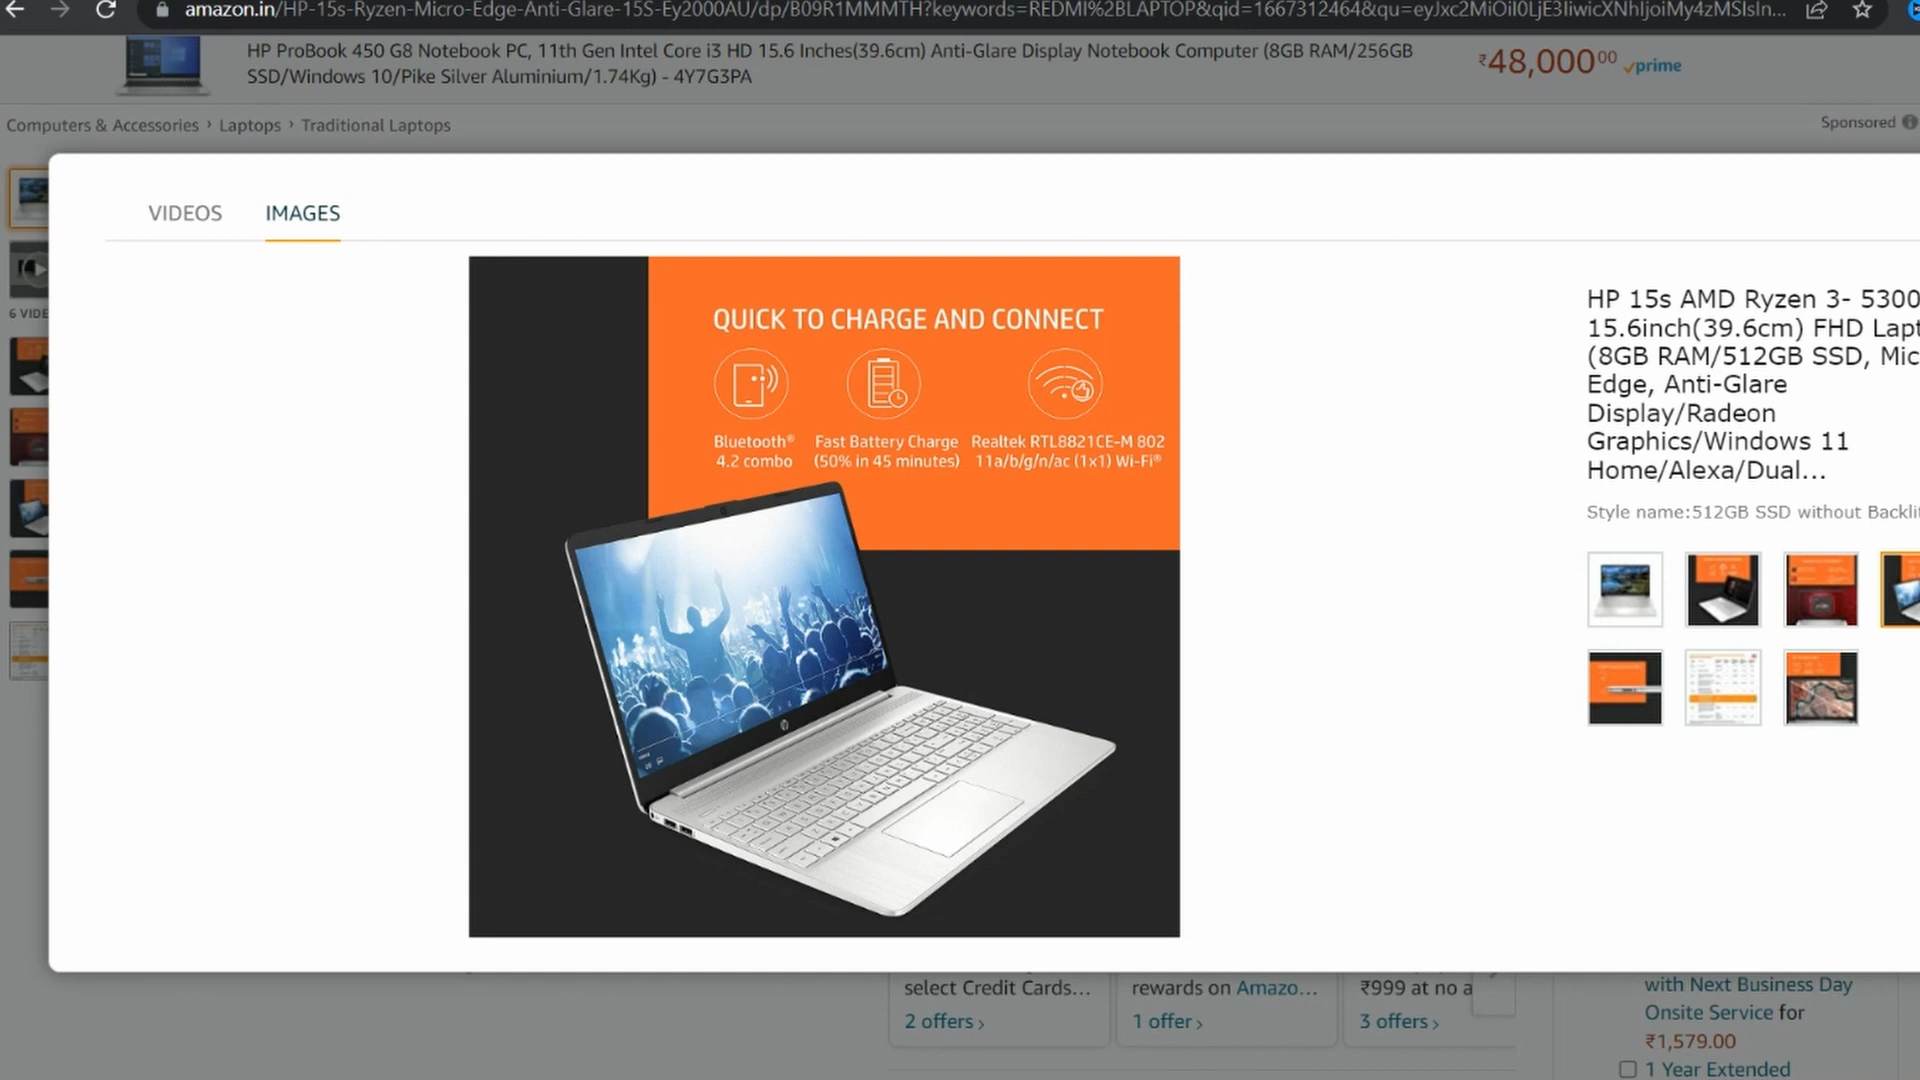 amazon.in/HP-15s-Ryzen-Micro-Edge-Anti-Glare-15S-Ey2000AU/dp/B09R1MMMTH?keywords=REDMI%2BLAPTOP&qid=1667312464&qu=eyJxc2MiOiI0LjE3IiwicXNhIjoiMy4zMSIsIn...
HP ProBook 450 G8 Notebook PC, 11th Gen Intel Core i3 HD 15.6 Inches(39.6cm) Anti-Glare Display Notebook Computer (8GB RAM/256GB
SSD/Windows 10/Pike Silver Aluminium/1.74Kg) - 4Y7G3PA
₹48,00000 prime
Computers & Accessories › Laptops › Traditional Laptops
Sponsored
VIDEOS IMAGES
6 VIDE
QUICK TO CHARGE AND CONNECT
Bluetooth® Fast Battery Charge Realtek RTL8821CE-M 802
4.2 combo (50% in 45 minutes) 11a/b/g/n/ac (1x1) Wi-Fi®
HP 15s AMD Ryzen 3- 5300
15.6inch(39.6cm) FHD Lapt
(8GB RAM/512GB SSD, Mic
Edge, Anti-Glare
Display/Radeon
Graphics/Windows 11
Home/Alexa/Dual...
Style name:512GB SSD without Backlit
select Credit Cards...
2 offers ›
rewards on Amazo...
1 offer ›
₹999 at no a
3 offers ›
with Next Business Day
Onsite Service for
₹1,579.00
1 Year Extended